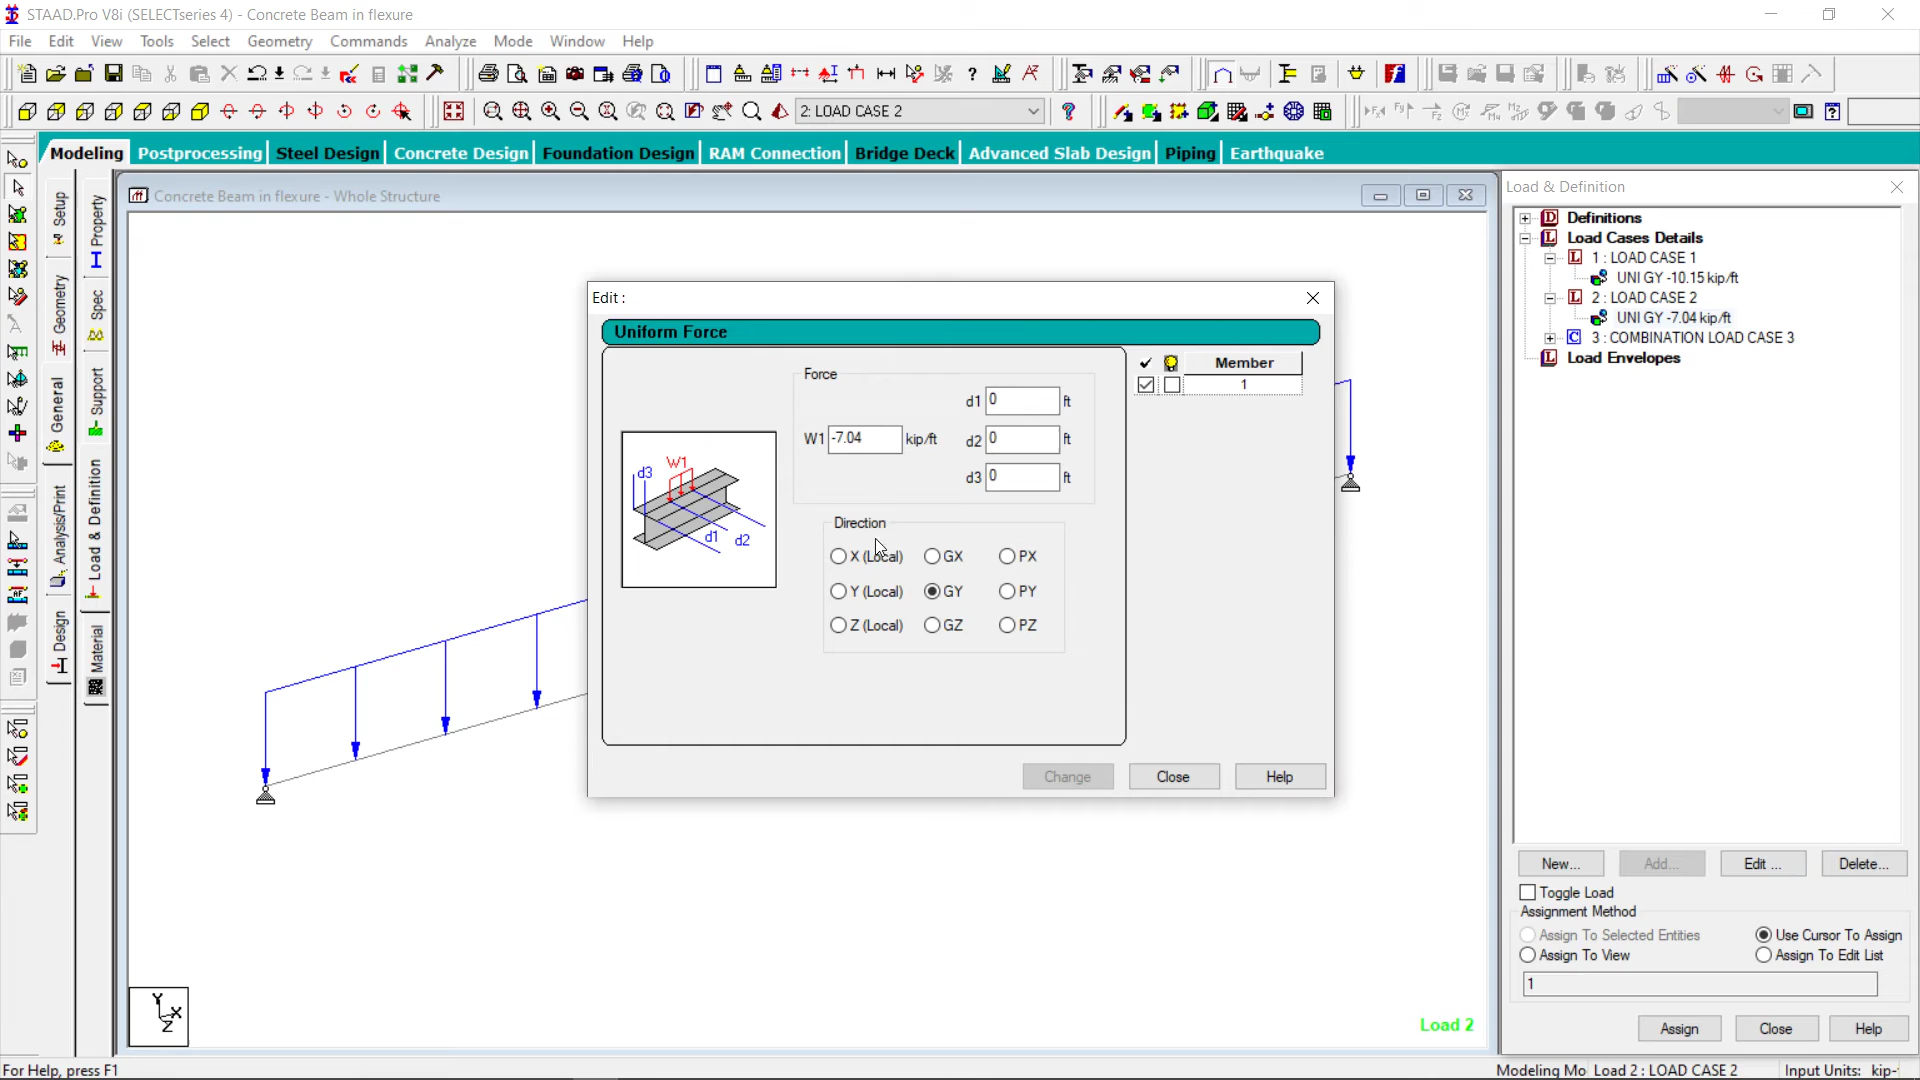 STAAD.Pro V8i (SELECTseries 4) - Concrete Beam in flexure
File Edit View Tools Select Geometry Commands Analyze Mode Window Help
2: LOAD CASE 2
Modeling Postprocessing Steel Design Concrete Design Foundation Design RAM Connection Bridge Deck Advanced Slab Design Piping Earthquake
Setup
Geometry
General
Analysis/Print
Design
Property
Spec
Support
Load & Definition
Material
Concrete Beam in flexure - Whole Structure
Edit :
Uniform Force
Force
d1 0 ft
W1 -7.04 kip/ft d2 0 ft
d3 0 ft
W1
d3
d1 d2
Direction
X (Local) GX PX
Y (Local) GY PY
Z (Local) GZ PZ
Member
1
Change Close Help
Y
X
Z
Load 2
Load & Definition
Definitions
Load Cases Details
1 : LOAD CASE 1
UNI GY -10.15 kip/ft
2 : LOAD CASE 2
UNI GY -7.04 kip/ft
3 : COMBINATION LOAD CASE 3
Load Envelopes
New... Add... Edit ... Delete...
Toggle Load
Assignment Method
Assign To Selected Entities Use Cursor To Assign
Assign To View Assign To Edit List
1
Assign Close Help
For Help, press F1
Modeling Mo Load 2 : LOAD CASE 2 Input Units: kip-